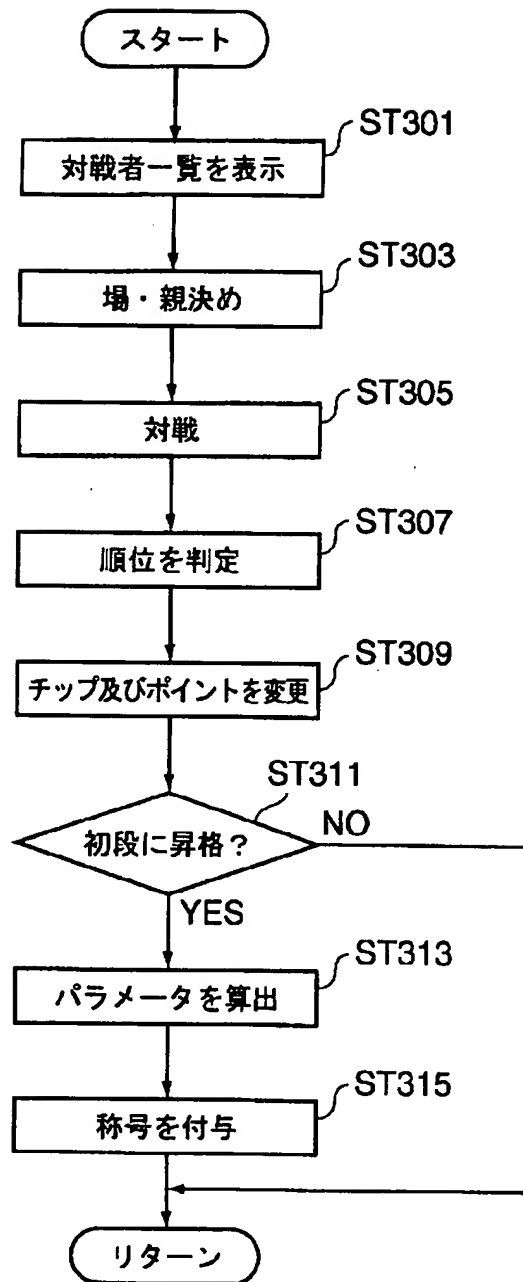 スタート
ST301
対戦者一覧を表示
ST303
場・親決め
ST305
対戦
ST307
順位を判定
ST309
チップ及びポイントを変更
ST311
初段に昇格?
NO
YES
ST313
パラメータを算出
ST315
称号を付与
リターン